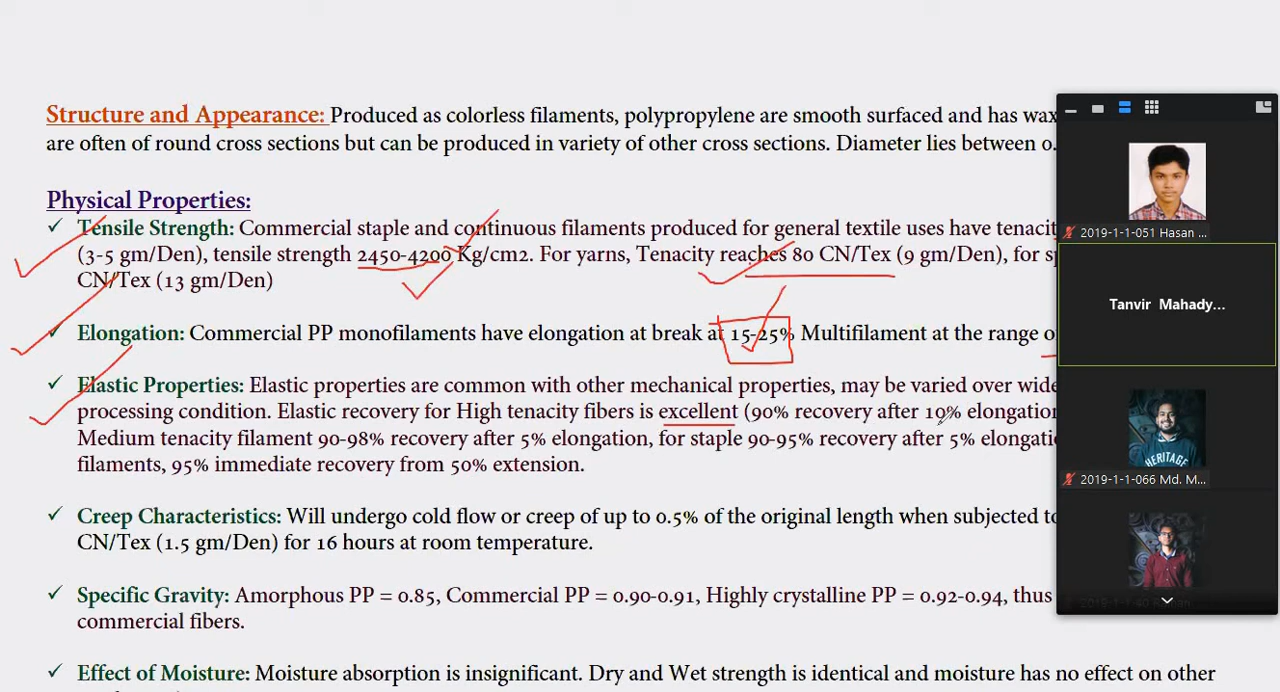 Structure and Appearance: Produced as colorless filaments, polypropylene are smooth surfaced and has wax
are often of round cross sections but can be produced in variety of other cross sections. Diameter lies between 0.
Physical Properties:
✓ Tensile Strength: Commercial staple and continuous filaments produced for general textile uses have tenacit
(3-5 gm/Den), tensile strength 2450-4200 Kg/cm2. For yarns, Tenacity reaches 80 CN/Tex (9 gm/Den), for sp
CN/Tex (13 gm/Den)
✓ Elongation: Commercial PP monofilaments have elongation at break at 15-25% Multifilament at the range o
✓ Elastic Properties: Elastic properties are common with other mechanical properties, may be varied over wide
processing condition. Elastic recovery for High tenacity fibers is excellent (90% recovery after 10% elongation
Medium tenacity filament 90-98% recovery after 5% elongation, for staple 90-95% recovery after 5% elongatio
filaments, 95% immediate recovery from 50% extension.
✓ Creep Characteristics: Will undergo cold flow or creep of up to 0.5% of the original length when subjected to
CN/Tex (1.5 gm/Den) for 16 hours at room temperature.
✓ Specific Gravity: Amorphous PP = 0.85, Commercial PP = 0.90-0.91, Highly crystalline PP = 0.92-0.94, thus
commercial fibers.
✓ Effect of Moisture: Moisture absorption is insignificant. Dry and Wet strength is identical and moisture has no effect on other
2019-1-1-051 Hasan ...
Tanvir Mahady...
HERITAGE
2019-1-1-066 Md. M...